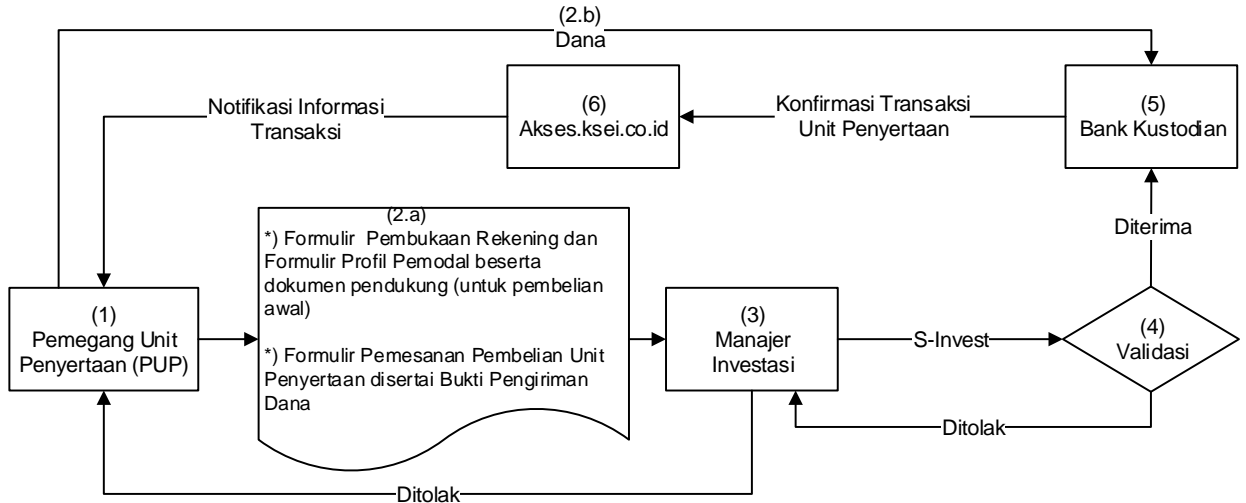 (2.b)
Dana
Notifikasi Informasi
Transaksi
(6)
Akses.ksei.co.id
Konfirmasi Transaksi
Unit Penyertaan
(5)
Bank Kustodian
(2.a)
*) Formulir Pembukaan Rekening dan
Formulir Profil Pemodal beserta
dokumen pendukung (untuk pembelian
awal)
*) Formulir Pemesanan Pembelian Unit
Penyertaan disertai Bukti Pengiriman
Dana
Diterima
(1)
Pemegang Unit
Penyertaan (PUP)
(3)
Manajer
Investasi
S-Invest
(4)
Validasi
Ditolak
Ditolak